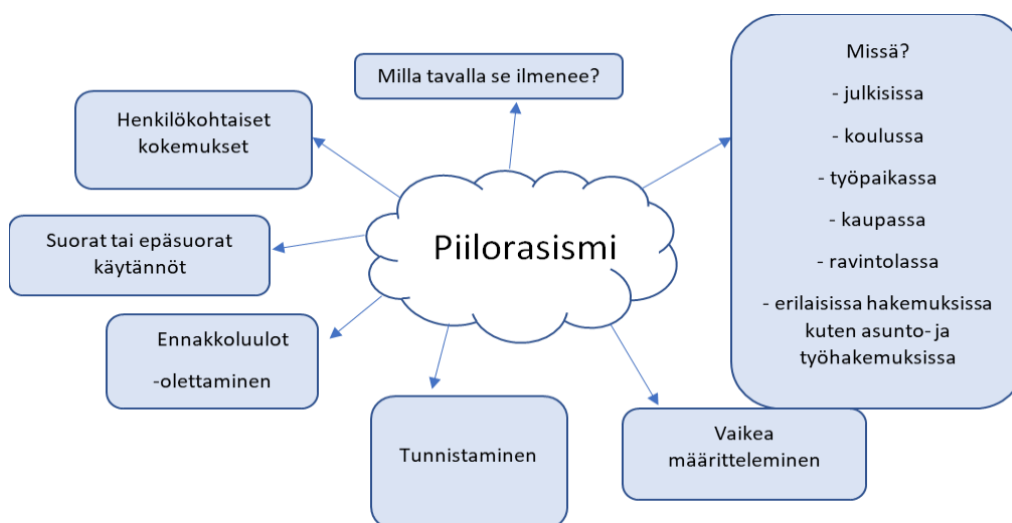 Milla tavalla se ilmenee?
Henkilökohtaiset
kokemukset
Suorat tai epäsuorat
käytännöt
Ennakkoluulot
-olettaminen
Piilorasismi
Tunnistaminen
Vaikea
määritteleminen
Missä?
- julkisissa
- koulussa
- työpaikassa
- kaupassa
- ravintolassa
- erilaisissa hakemuksissa
kuten asunto- ja
työhakemuksissa